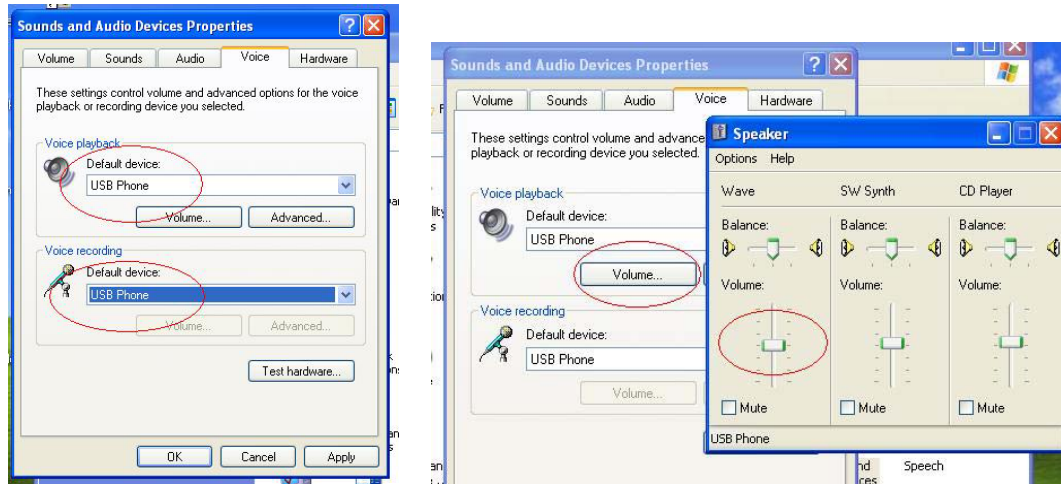 Sounds and Audio Devices Properties
Volume Sounds Audio Voice Hardware
These settings control volume and advanced options for the voice
playback or recording device you selected.
Voice playback
Default device:
USB Phone
Volume... Advanced...
Voice recording
Default device:
USB Phone
Volume... Advanced...
Test hardware...
OK Cancel Apply
Sounds and Audio Devices Properties
Volume Sounds Audio Voice Hardware
These settings control volume and advance
playback or recording device you selected.
Voice playback
Default device:
USB Phone
Volume...
Voice recording
Default device:
USB Phone
Volume...
Speaker
Options Help
Wave SW Synth CD Player
Balance: Balance: Balance:
Volume: Volume: Volume:
Mute Mute Mute
USB Phone
Speech